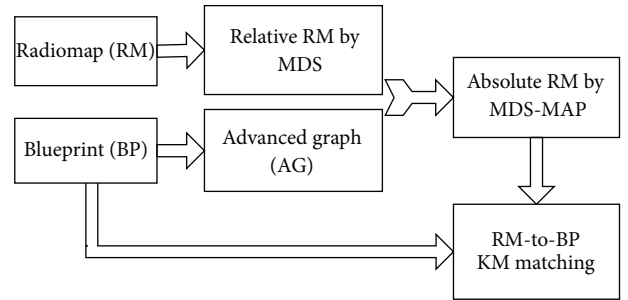 Radiomap (RM)
Relative RM by
MDS
Absolute RM by
MDS-MAP
Blueprint (BP)
Advanced graph
(AG)
RM-to-BP
KM matching